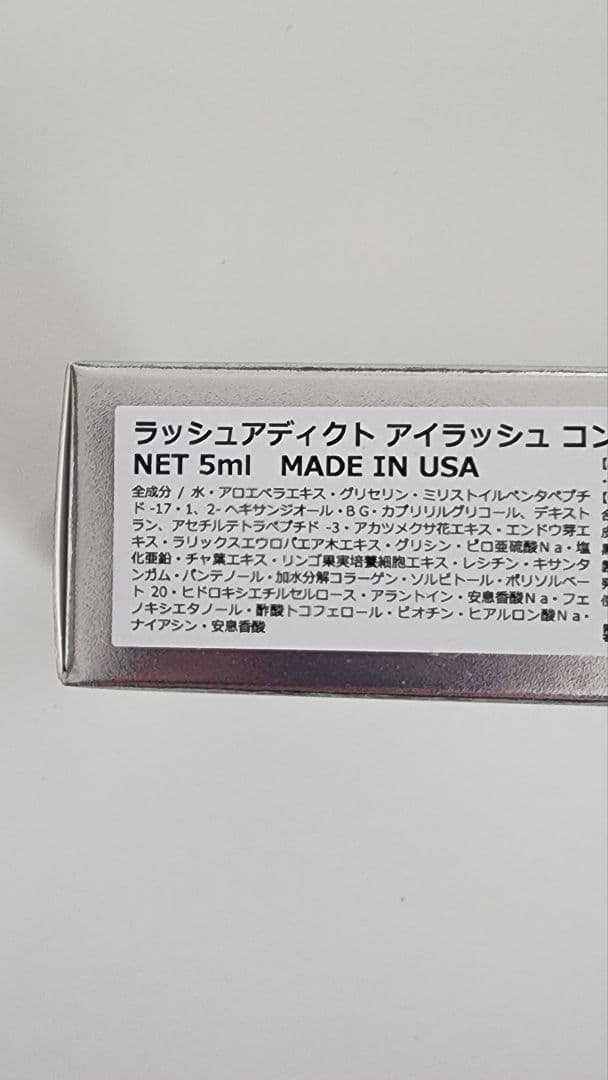 ラッシュアディクト アイラッシュ コン
NET 5ml MADE IN USA
全成分 / 水・アロエベラエキス・グリセリン・ミリストイルペンタペプチ
ド -17・1、2- ヘキサンジオール・ＢＧ・カプリリルグリコール、デキスト
ラン、アセチルテトラペプチド -3・アカツメクサ花エキス・エンドウ芽エ
キス・ラリックスエウロパエア木エキス・グリシン・ピロ亜硫酸Ｎａ・塩
化亜鉛・チャ葉エキス・リンゴ果実培養細胞エキス・レシチン・キサンタ
ンガム・パンテノール・加水分解コラーゲン・ソルビトール・ポリソルベー
ト 20・ヒドロキシエチルセルロース・アラントイン・安息香酸Ｎａ・フェ
ノキシエタノール・酢酸トコフェロール・ビオチン・ヒアルロン酸Ｎａ・
ナイアシン・安息香酸